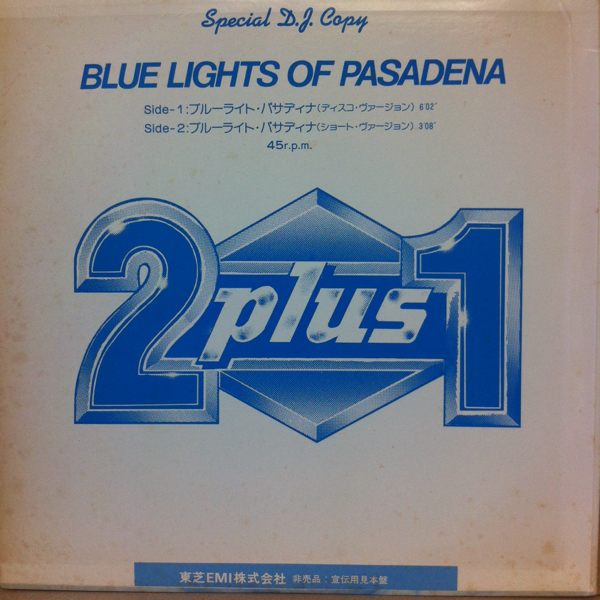 Special D.J. Copy
BLUE LIGHTS OF PASADENA
Side-1:ブルーライト・パサディナ(ディスコ・ヴァージョン) 6'02"
Side-2:ブルーライト・パサディナ(ショート・ヴァージョン) 3'08"
45r.p.m.
2 plus 1
東芝EMI株式会社 非売品:宣伝用見本盤